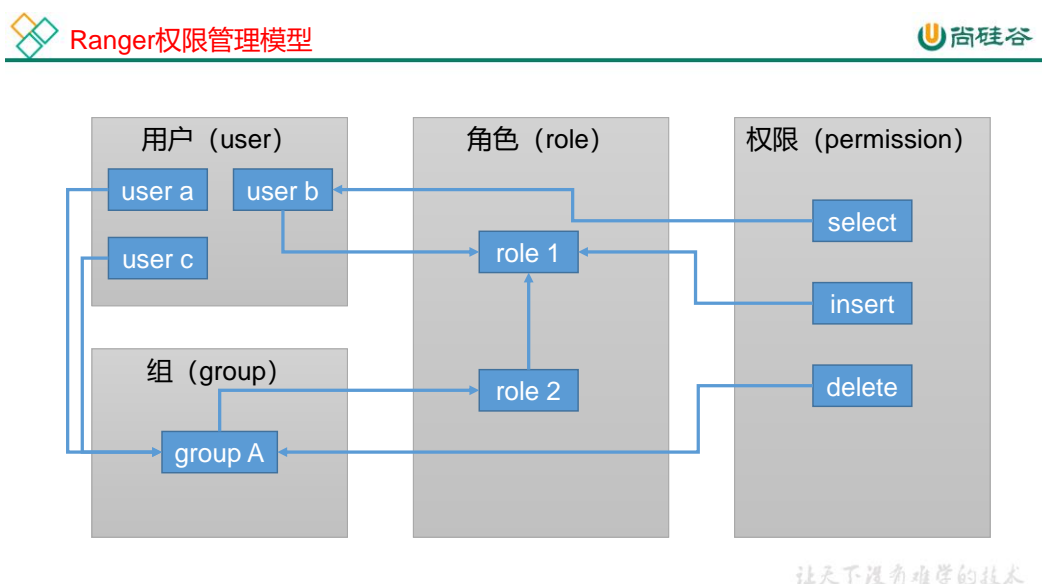 Ranger权限管理模型
尚硅谷
用户（user）
角色（role）
权限（permission）
user a
user b
user c
role 1
select
insert
组（group）
role 2
delete
group A
让天下没有难学的技术